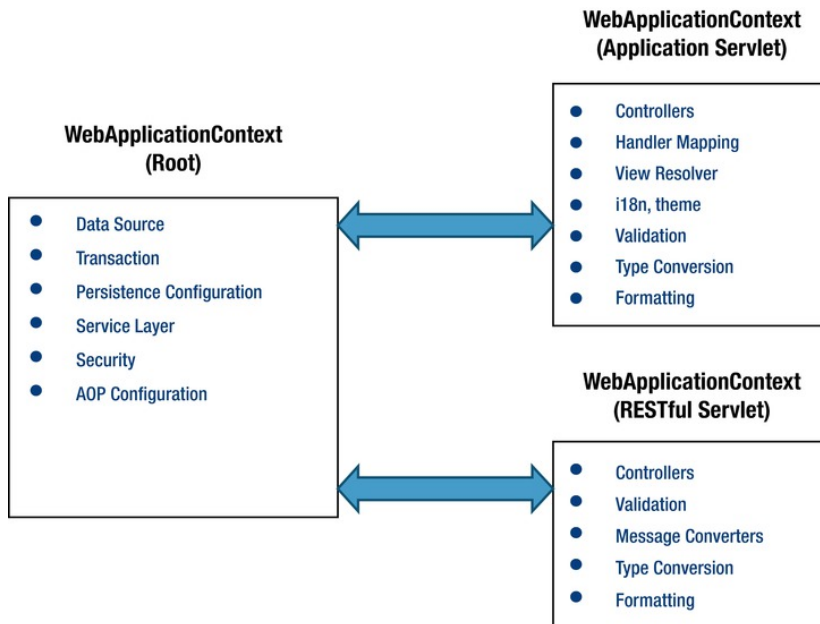 WebApplicationContext
(Root)
Data Source
Transaction
Persistence Configuration
Service Layer
Security
AOP Configuration
WebApplicationContext
(Application Servlet)
Controllers
Handler Mapping
View Resolver
i18n, theme
Validation
Type Conversion
Formatting
WebApplicationContext
(RESTful Servlet)
Controllers
Validation
Message Converters
Type Conversion
Formatting